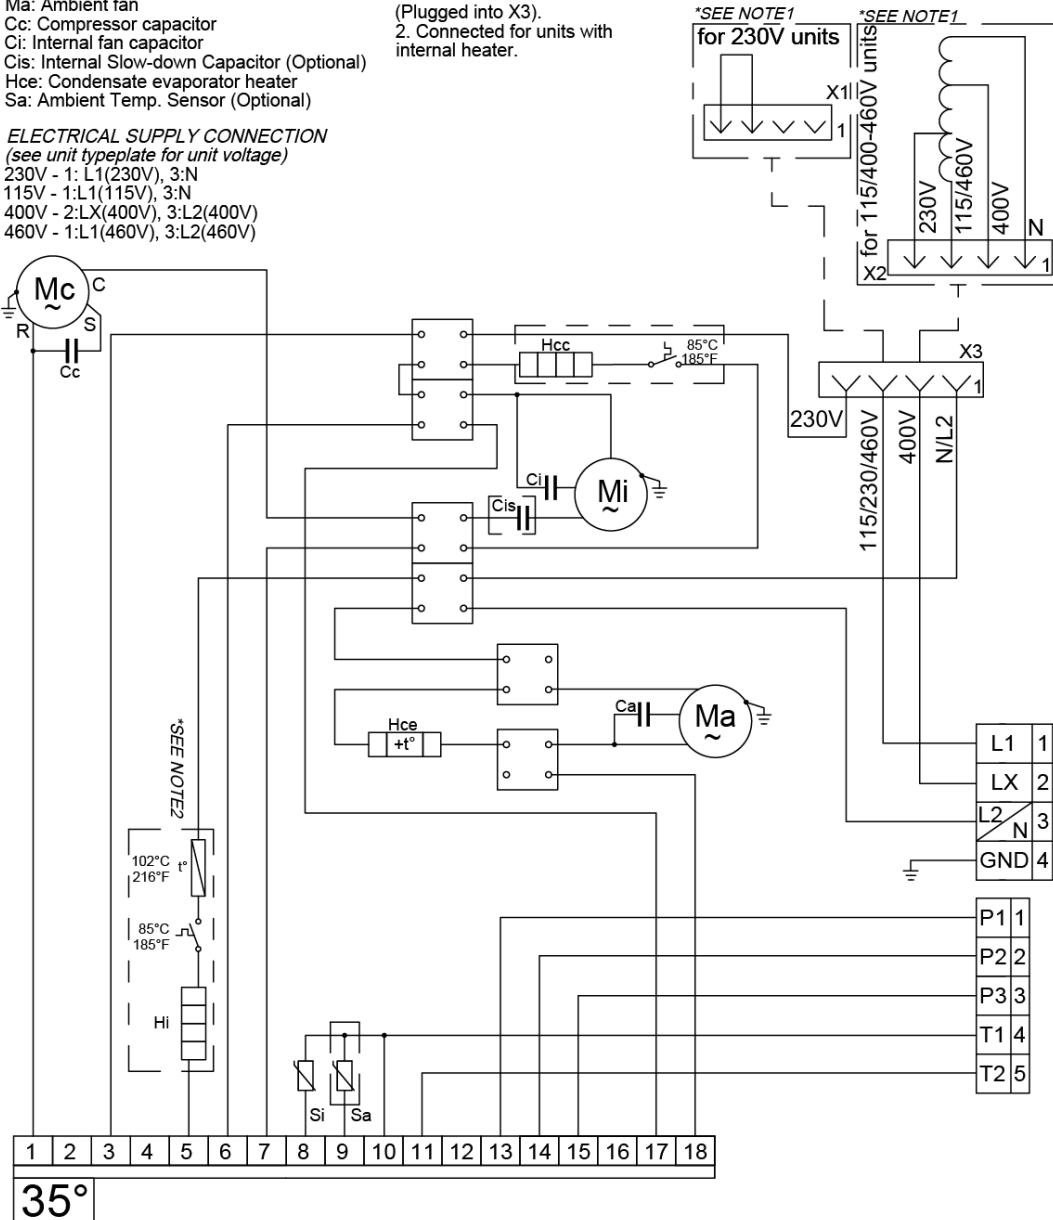 Ma: Ambient fan
Cc: Compressor capacitor
Ci: Internal fan capacitor
Cis: Internal Slow-down Capacitor (Optional)
Hce: Condensate evaporator heater
Sa: Ambient Temp. Sensor (Optional)
(Plugged into X3).
2. Connected for units with
internal heater.
ELECTRICAL SUPPLY CONNECTION
(see unit typeplate for unit voltage)
230V - 1: L1(230V), 3:N
115V - 1:L1(115V), 3:N
400V - 2:LX(400V), 3:L2(400V)
460V - 1:L1(460V), 3:L2(460V)
*SEE NOTE1
for 230V units
X1
1
*SEE NOTE1
for 115/400-460V units
230V
115/460V
400V
N
X2
1
Mc
~
C
S
R
Cc
Hcc
85°C
185°F
X3
1
230V
115/230/460V
400V
N/L2
Ci
Mi
~
Cis
Ca
Ma
~
Hce
+t°
*SEE NOTE2
102°C
216°F
t°
85°C
185°F
Hi
L1 1
LX 2
L2/N 3
GND 4
P1 1
P2 2
P3 3
T1 4
T2 5
Si
Sa
1 2 3 4 5 6 7 8 9 10 11 12 13 14 15 16 17 18
35°